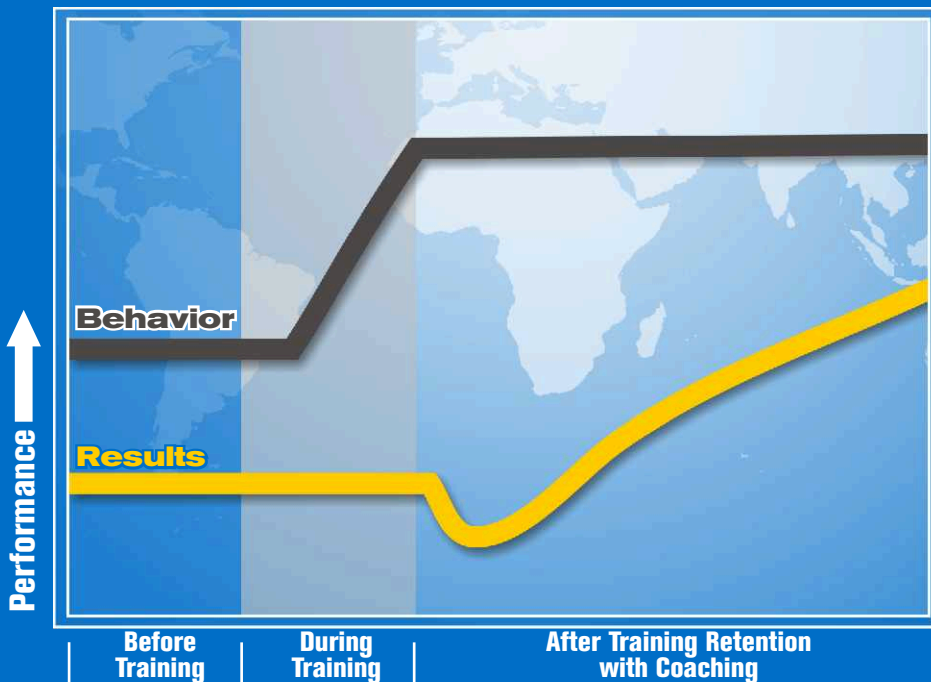 Behavior
Results
Performance
Before
Training
During
Training
After Training Retention
with Coaching